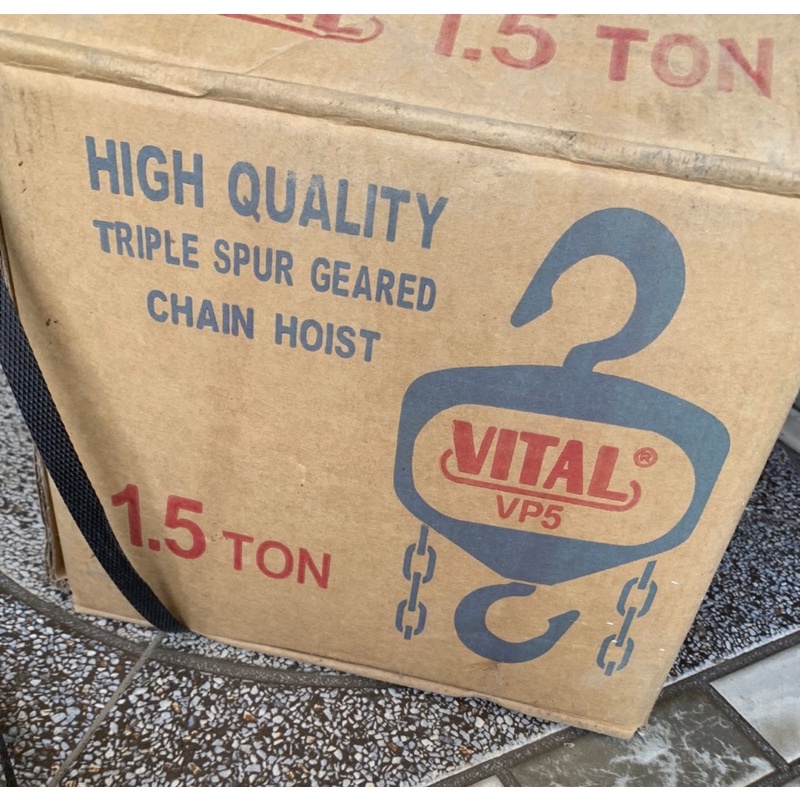 1.5 TON
HIGH QUALITY
TRIPLE SPUR GEARED
CHAIN HOIST
VITAL®
VP5
1.5 TON